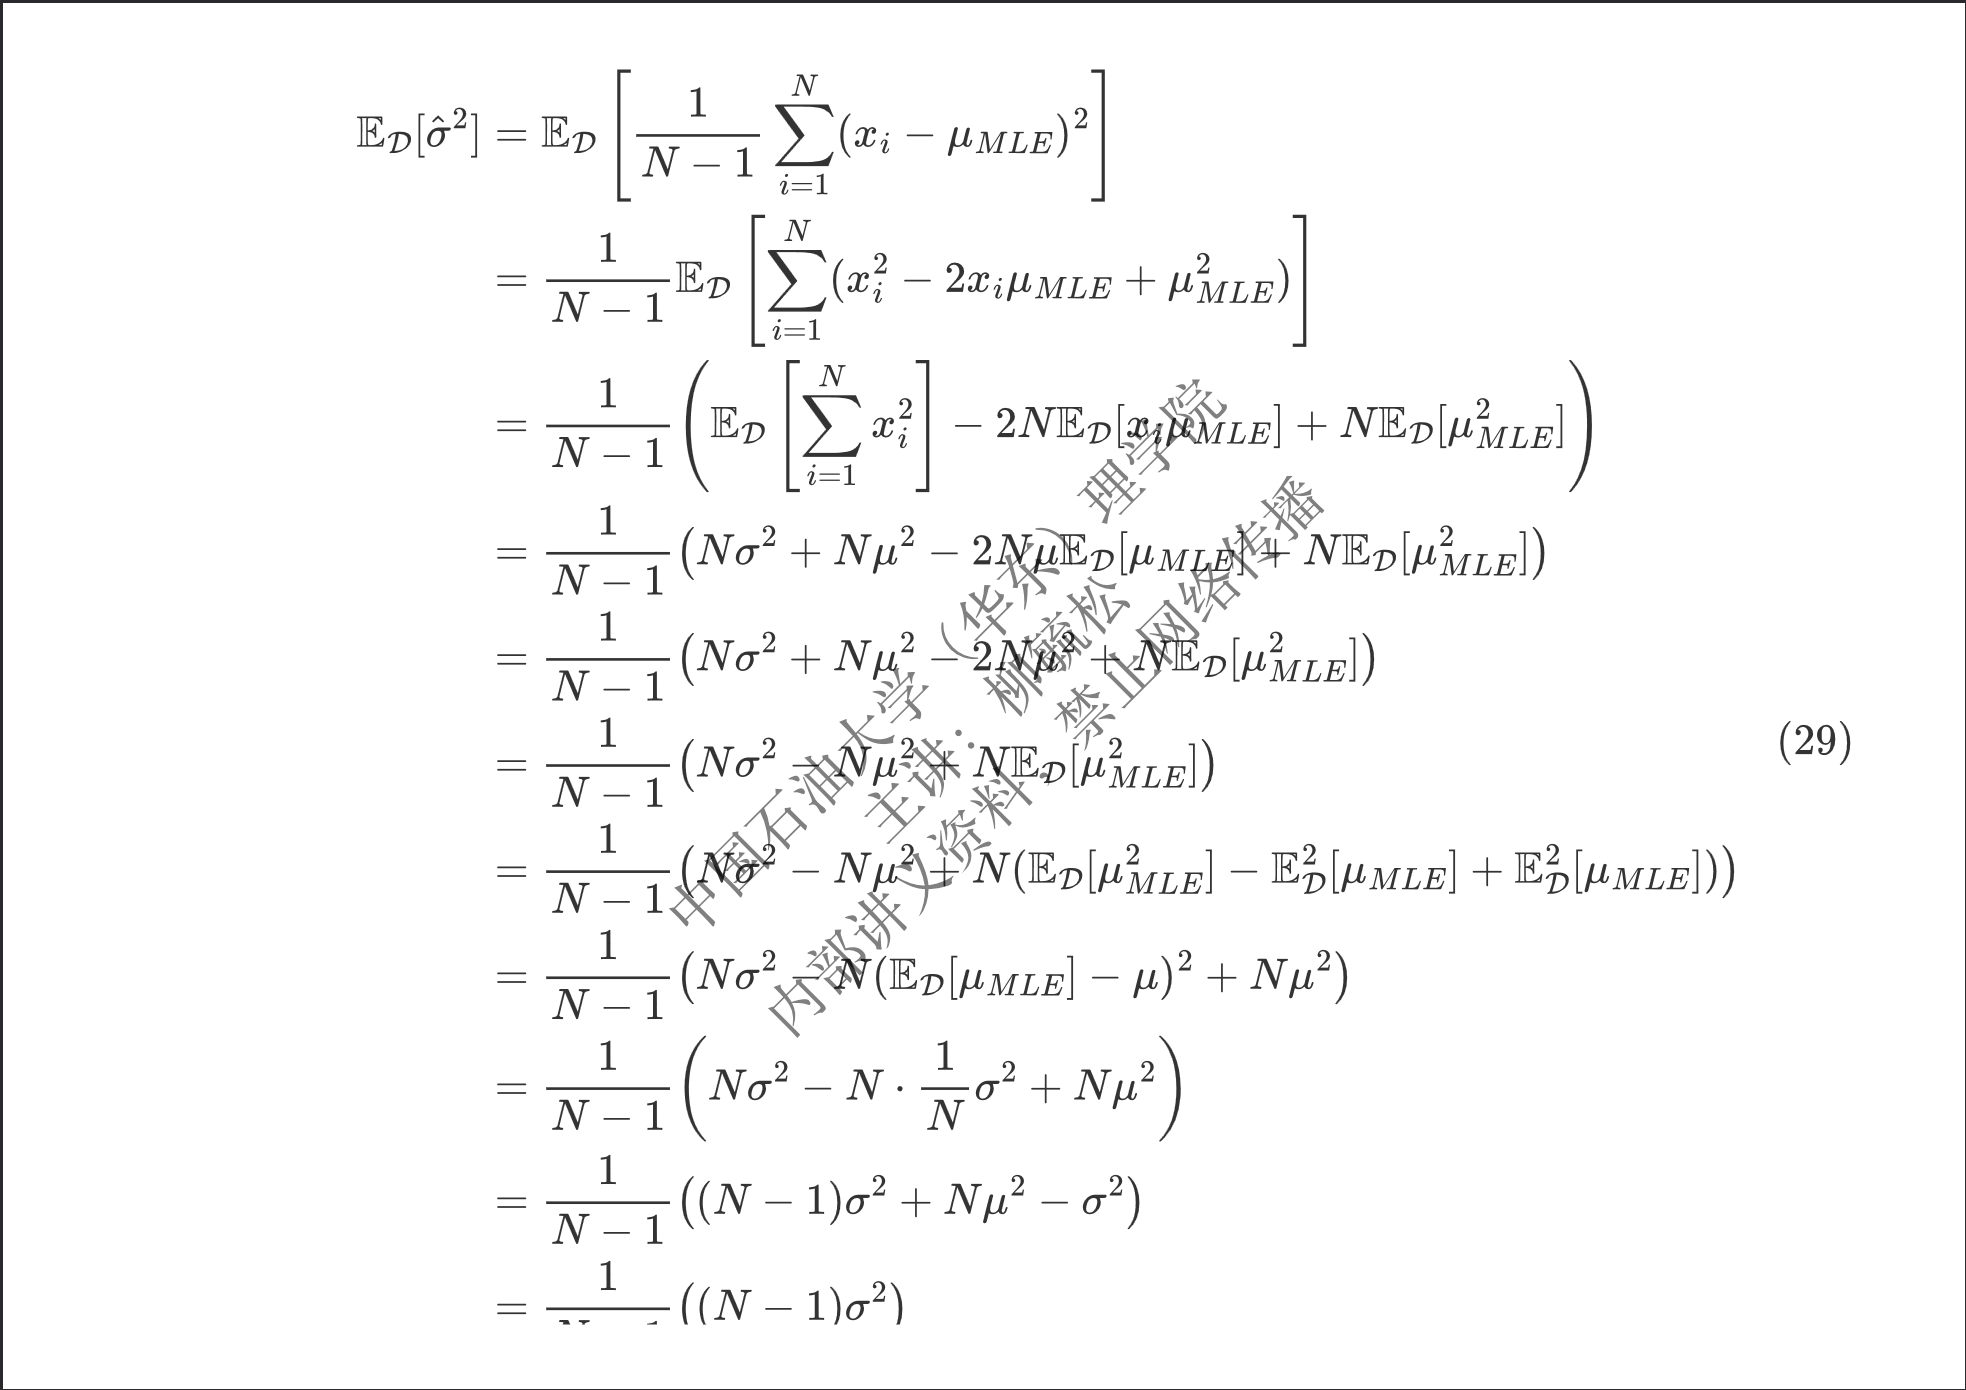 $\mathbb{E}_{\mathcal{D}}[\hat{\sigma}^2] = \mathbb{E}_{\mathcal{D}}\left[\frac{1}{N-1}\sum_{i=1}^{N}(x_i - \mu_{MLE})^2\right]$
$= \frac{1}{N-1}\mathbb{E}_{\mathcal{D}}\left[\sum_{i=1}^{N}(x_i^2 - 2x_i\mu_{MLE} + \mu_{MLE}^2)\right]$
$= \frac{1}{N-1}\left(\mathbb{E}_{\mathcal{D}}\left[\sum_{i=1}^{N}x_i^2\right] - 2N\mathbb{E}_{\mathcal{D}}[x_i\mu_{MLE}] + N\mathbb{E}_{\mathcal{D}}[\mu_{MLE}^2]\right)$
$= \frac{1}{N-1}\left(N\sigma^2 + N\mu^2 - 2N\mu\mathbb{E}_{\mathcal{D}}[\mu_{MLE}] + N\mathbb{E}_{\mathcal{D}}[\mu_{MLE}^2]\right)$
$= \frac{1}{N-1}\left(N\sigma^2 + N\mu^2 - 2N\mu^2 + N\mathbb{E}_{\mathcal{D}}[\mu_{MLE}^2]\right)$
$= \frac{1}{N-1}\left(N\sigma^2 - N\mu^2 + N\mathbb{E}_{\mathcal{D}}[\mu_{MLE}^2]\right)$ (29)
$= \frac{1}{N-1}\left(N\sigma^2 - N\mu^2 + N(\mathbb{E}_{\mathcal{D}}[\mu_{MLE}^2] - \mathbb{E}_{\mathcal{D}}^2[\mu_{MLE}] + \mathbb{E}_{\mathcal{D}}^2[\mu_{MLE}])\right)$
$= \frac{1}{N-1}\left(N\sigma^2 - N(\mathbb{E}_{\mathcal{D}}[\mu_{MLE}] - \mu)^2 + N\mu^2\right)$
$= \frac{1}{N-1}\left(N\sigma^2 - N \cdot \frac{1}{N}\sigma^2 + N\mu^2\right)$
$= \frac{1}{N-1}\left((N-1)\sigma^2 + N\mu^2 - \sigma^2\right)$
$= \frac{1}{N-1}\left((N-1)\sigma^2\right)$
中国石油大学（华东）理学院
主讲：柳毓松
内部讲义资料：禁止网络传播